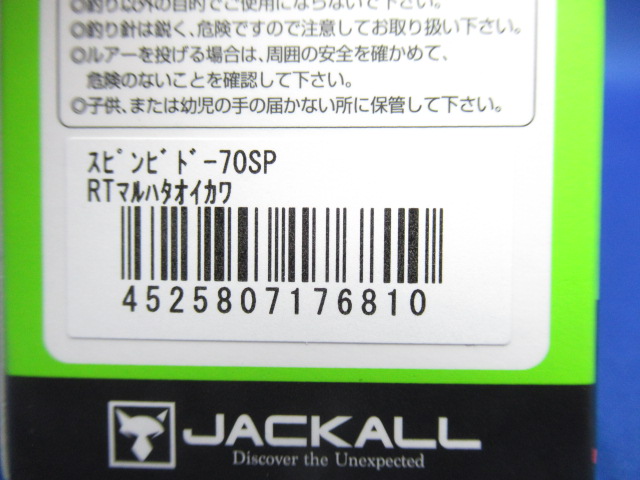 ◎釣り以外の目的でご使用にならないで下さい。
◎釣り針は鋭く、危険ですので注意してお取り扱い下さい。
◎ルアーを投げる場合は、周囲の安全を確かめて、
危険のないことを確認して下さい。
◎子供、または幼児の手の届かない所に保管して下さい。
ｽﾋﾟﾝﾋﾞﾄﾞｰ70SP
RTﾏﾙﾊﾀｵｲｶﾜ
4525807176810
JACKALL
Discover the Unexpected